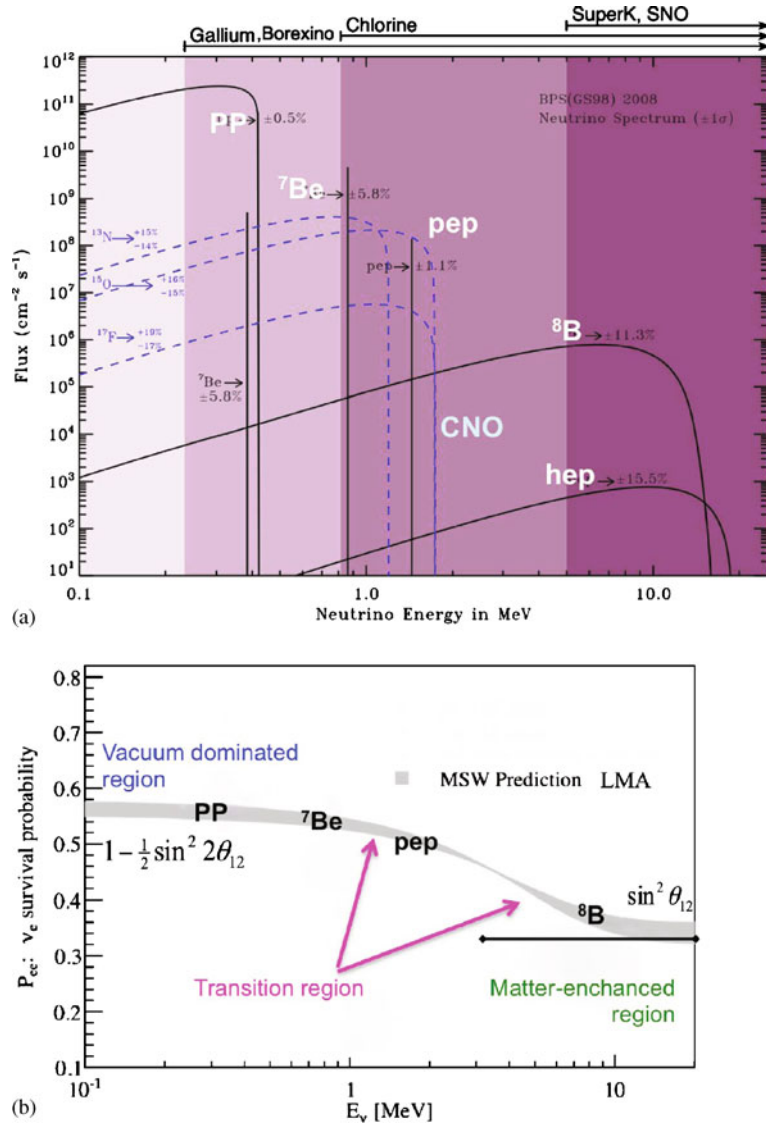 SuperK, SNO
Gallium, Borexino Chlorine
10¹²
10¹¹
10¹⁰
10⁹
10⁸
10⁷
10⁶
10⁵
10⁴
10³
10²
10¹
Flux (cm⁻² s⁻¹)
BPS(GS98) 2008
Neutrino Spectrum (±1σ)
PP ±0.5%
⁷Be ±5.8%
pep
¹³N→ +15% −14%
pep→ ±1.1%
¹⁵O→ +16% −15%
¹⁷F→ +19% −17%
⁸B →±11.3%
⁷Be→
±5.8%
CNO
hep →±15.5%
0.1 1.0 10.0
Neutrino Energy in MeV
(a)
0.8
0.7
0.6
0.5
0.4
0.3
0.2
0.1
P_ee: ν_e survival probability
Vacuum dominated
region
MSW Prediction LMA
PP ⁷Be pep
1 − ½ sin² 2θ₁₂
⁸B sin² θ₁₂
Transition region
Matter-enchanced
region
10⁻¹ 1 10
E_ν [MeV]
(b)